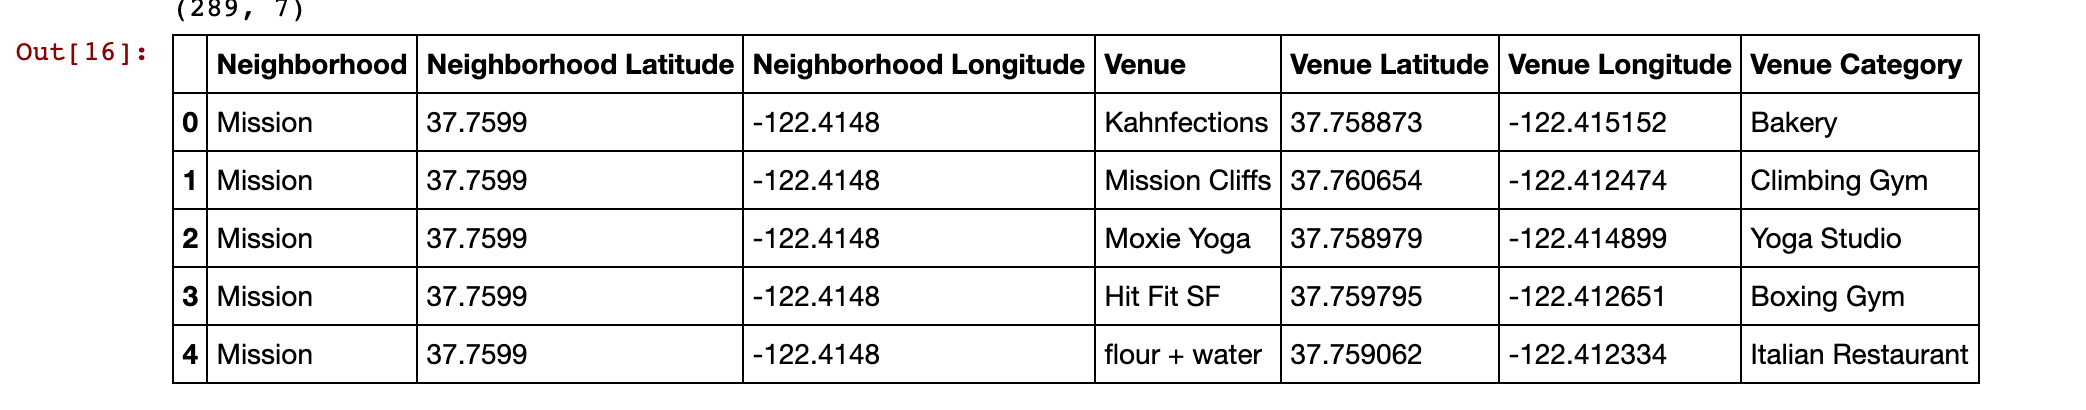 (289, 7)
Out[16]:
Neighborhood Neighborhood Latitude Neighborhood Longitude Venue Venue Latitude Venue Longitude Venue Category
0 Mission 37.7599 -122.4148 Kahnfections 37.758873 -122.415152 Bakery
1 Mission 37.7599 -122.4148 Mission Cliffs 37.760654 -122.412474 Climbing Gym
2 Mission 37.7599 -122.4148 Moxie Yoga 37.758979 -122.414899 Yoga Studio
3 Mission 37.7599 -122.4148 Hit Fit SF 37.759795 -122.412651 Boxing Gym
4 Mission 37.7599 -122.4148 flour + water 37.759062 -122.412334 Italian Restaurant